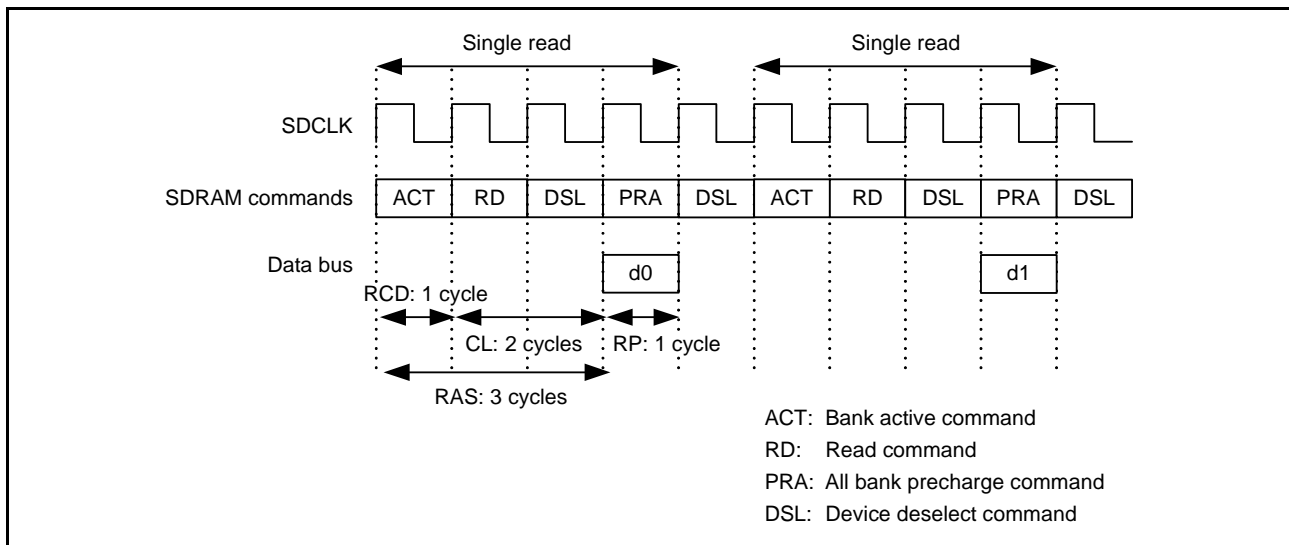 Single read Single read
SDCLK
SDRAM commands ACT RD DSL PRA DSL ACT RD DSL PRA DSL
Data bus d0 d1
RCD: 1 cycle
CL: 2 cycles RP: 1 cycle
RAS: 3 cycles
ACT: Bank active command
RD: Read command
PRA: All bank precharge command
DSL: Device deselect command